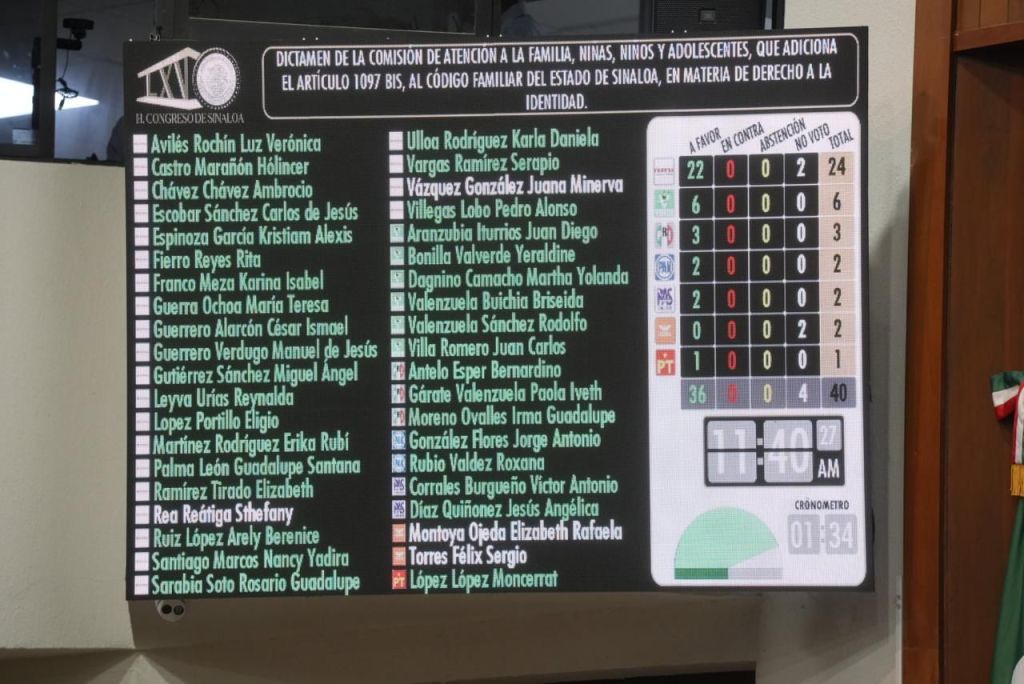 LXV
H. CONGRESO DE SINALOA
DICTAMEN DE LA COMISIÓN DE ATENCIÓN A LA FAMILIA, NIÑAS, NIÑOS Y ADOLESCENTES, QUE ADICIONA
EL ARTÍCULO 1097 BIS, AL CÓDIGO FAMILIAR DEL ESTADO DE SINALOA, EN MATERIA DE DERECHO A LA
IDENTIDAD.
Avilés Rochín Luz Verónica
Castro Marañón Hólincer
Chávez Chávez Ambrocio
Escobar Sánchez Carlos de Jesús
Espinoza García Kristiam Alexis
Fierro Reyes Rita
Franco Meza Karina Isabel
Guerra Ochoa María Teresa
Guerrero Alarcón César Ismael
Guerrero Verdugo Manuel de Jesús
Gutiérrez Sánchez Miguel Ángel
Leyva Urías Reynalda
Lopez Portillo Eligio
Martínez Rodríguez Erika Rubí
Palma León Guadalupe Santana
Ramírez Tirado Elizabeth
Rea Reátiga Sthefany
Ruiz López Arely Berenice
Santiago Marcos Nancy Yadira
Sarabia Soto Rosario Guadalupe
Ulloa Rodríguez Karla Daniela
Vargas Ramírez Serapio
Vázquez González Juana Minerva
Villegas Lobo Pedro Alonso
Aranzubia Iturrios Juan Diego
Bonilla Valverde Yeraldine
Dagnino Camacho Martha Yolanda
Valenzuela Buichia Briseida
Valenzuela Sánchez Rodolfo
Villa Romero Juan Carlos
Antelo Esper Bernardino
Gárate Valenzuela Paola Iveth
Moreno Ovalles Irma Guadalupe
González Flores Jorge Antonio
Rubio Valdez Roxana
Corrales Burgueño Víctor Antonio
Díaz Quiñonez Jesús Angélica
Montoya Ojeda Elizabeth Rafaela
Torres Félix Sergio
PT López López Moncerrat
A FAVOR EN CONTRA ABSTENCIÓN NO VOTO TOTAL
22 0 0 2 24
6 0 0 0 6
PRI 3 0 0 0 3
PAN 2 0 0 0 2
PAS 2 0 0 0 2
0 0 0 2 2
PT 1 0 0 0 1
36 0 0 4 40
11:40 27 AM
CRÓNOMETRO
01:34